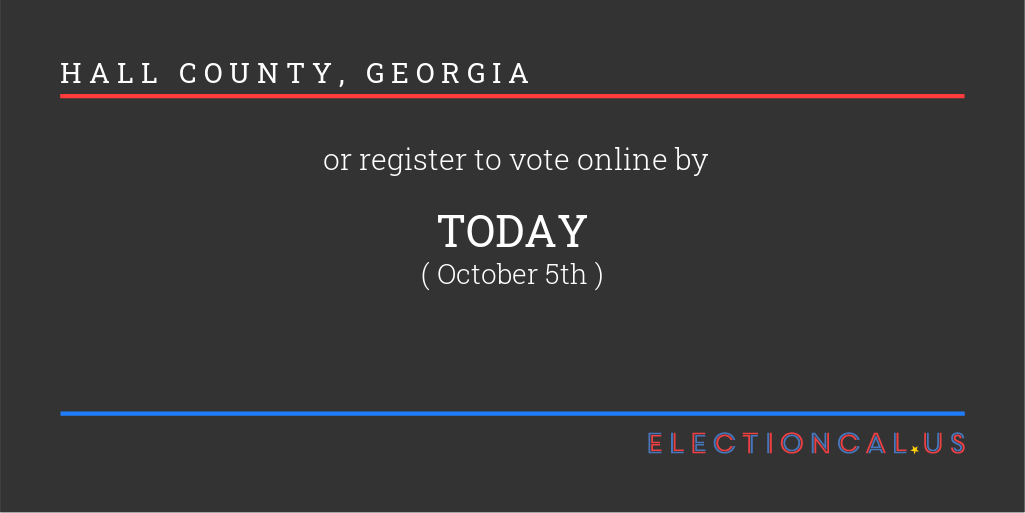 HALL COUNTY, GEORGIA
or register to vote online by
TODAY
( October 5th )
ELECTIONCAL.US